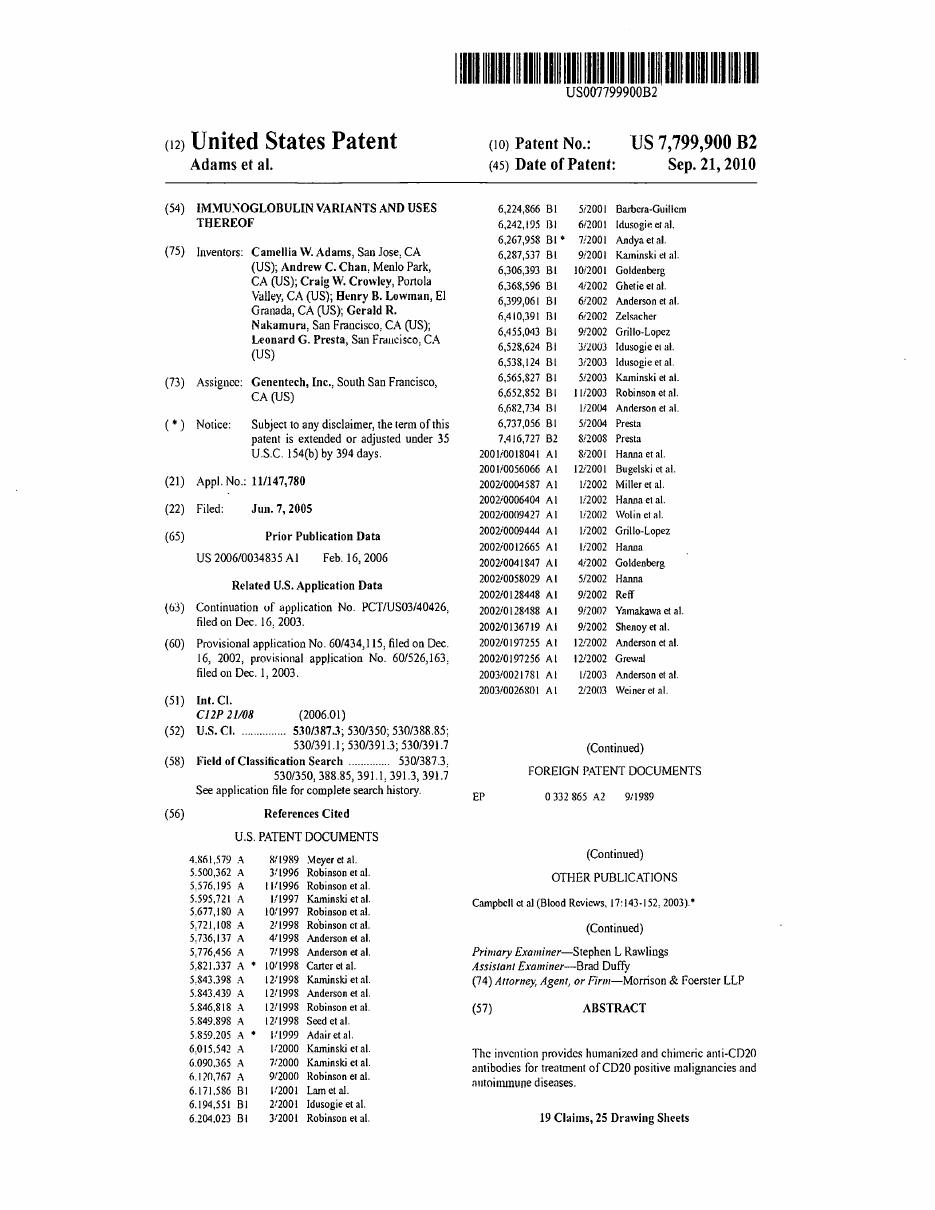 US007799900B2
(12) United States Patent
Adams et al.
(10) Patent No.: US 7,799,900 B2
(45) Date of Patent: Sep. 21, 2010
(54) IMMUNOGLOBULIN VARIANTS AND USES
THEREOF
(75) Inventors: Camellia W. Adams, San Jose, CA
(US); Andrew C. Chan, Menlo Park,
CA (US); Craig W. Crowley, Portola
Valley, CA (US); Henry B. Lowman, El
Granada, CA (US); Gerald R.
Nakamura, San Francisco, CA (US);
Leonard G. Presta, San Francisco, CA
(US)
(73) Assignee: Genentech, Inc., South San Francisco,
CA (US)
( * ) Notice: Subject to any disclaimer, the term of this
patent is extended or adjusted under 35
U.S.C. 154(b) by 394 days.
(21) Appl. No.: 11/147,780
(22) Filed: Jun. 7, 2005
(65) Prior Publication Data
US 2006/0034835 A1 Feb. 16, 2006
Related U.S. Application Data
(63) Continuation of application No. PCT/US03/40426,
filed on Dec. 16, 2003.
(60) Provisional application No. 60/434,115, filed on Dec.
16, 2002, provisional application No. 60/526,163,
filed on Dec. 1, 2003.
(51) Int. Cl.
C12P 21/08 (2006.01)
(52) U.S. Cl. ............... 530/387.3; 530/350; 530/388.85;
530/391.1; 530/391.3; 530/391.7
(58) Field of Classification Search .............. 530/387.3,
530/350, 388.85, 391.1, 391.3, 391.7
See application file for complete search history.
(56) References Cited
U.S. PATENT DOCUMENTS
4,861,579 A 8/1989 Meyer et al.
5,500,362 A 3/1996 Robinson et al.
5,576,195 A 11/1996 Robinson et al.
5,595,721 A 1/1997 Kaminski et al.
5,677,180 A 10/1997 Robinson et al.
5,721,108 A 2/1998 Robinson et al.
5,736,137 A 4/1998 Anderson et al.
5,776,456 A 7/1998 Anderson et al.
5,821,337 A * 10/1998 Carter et al.
5,843,398 A 12/1998 Kaminski et al.
5,843,439 A 12/1998 Anderson et al.
5,846,818 A 12/1998 Robinson et al.
5,849,898 A 12/1998 Seed et al.
5,859,205 A * 1/1999 Adair et al.
6,015,542 A 1/2000 Kaminski et al.
6,090,365 A 7/2000 Kaminski et al.
6,120,767 A 9/2000 Robinson et al.
6,171,586 B1 1/2001 Lam et al.
6,194,551 B1 2/2001 Idusogie et al.
6,204,023 B1 3/2001 Robinson et al.
6,224,866 B1 5/2001 Barbera-Guillem
6,242,195 B1 6/2001 Idusogie et al.
6,267,958 B1 * 7/2001 Andya et al.
6,287,537 B1 9/2001 Kaminski et al.
6,306,393 B1 10/2001 Goldenberg
6,368,596 B1 4/2002 Ghetie et al.
6,399,061 B1 6/2002 Anderson et al.
6,410,391 B1 6/2002 Zelsacher
6,455,043 B1 9/2002 Grillo-Lopez
6,528,624 B1 3/2003 Idusogie et al.
6,538,124 B1 3/2003 Idusogie et al.
6,565,827 B1 5/2003 Kaminski et al.
6,652,852 B1 11/2003 Robinson et al.
6,682,734 B1 1/2004 Anderson et al.
6,737,056 B1 5/2004 Presta
7,416,727 B2 8/2008 Presta
2001/0018041 A1 8/2001 Hanna et al.
2001/0056066 A1 12/2001 Bugelski et al.
2002/0004587 A1 1/2002 Miller et al.
2002/0006404 A1 1/2002 Hanna et al.
2002/0009427 A1 1/2002 Wolin et al.
2002/0009444 A1 1/2002 Grillo-Lopez
2002/0012665 A1 1/2002 Hanna
2002/0041847 A1 4/2002 Goldenberg
2002/0058029 A1 5/2002 Hanna
2002/0128448 A1 9/2002 Reff
2002/0128488 A1 9/2002 Yamakawa et al.
2002/0136719 A1 9/2002 Shenoy et al.
2002/0197255 A1 12/2002 Anderson et al.
2002/0197256 A1 12/2002 Grewal
2003/0021781 A1 1/2003 Anderson et al.
2003/0026801 A1 2/2003 Weiner et al.
(Continued)
FOREIGN PATENT DOCUMENTS
EP 0 332 865 A2 9/1989
(Continued)
OTHER PUBLICATIONS
Campbell et al (Blood Reviews, 17:143-152, 2003).*
(Continued)
Primary Examiner—Stephen L Rawlings
Assistant Examiner—Brad Duffy
(74) Attorney, Agent, or Firm—Morrison & Foerster LLP
(57) ABSTRACT
The invention provides humanized and chimeric anti-CD20
antibodies for treatment of CD20 positive malignancies and
autoimmune diseases.
19 Claims, 25 Drawing Sheets